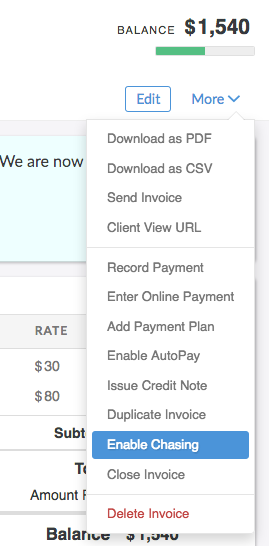 BALANCE $1,540
Edit More
We are now
Download as PDF
Download as CSV
Send Invoice
Client View URL
Record Payment
Enter Online Payment
Add Payment Plan
Enable AutoPay
Issue Credit Note
Duplicate Invoice
Enable Chasing
Close Invoice
Delete Invoice
RATE
$30
$80
Subt
To
Amount
Balance $1,540